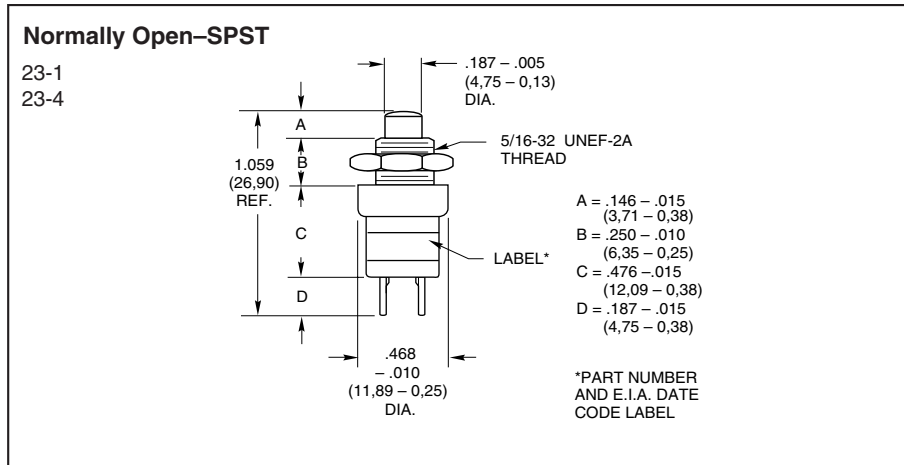 Normally Open–SPST
23-1
23-4
.187 – .005
(4,75 – 0,13)
DIA.
A
5/16-32 UNEF-2A
THREAD
B
1.059
(26,90)
REF.
A = .146 – .015
(3,71 – 0,38)
B = .250 – .010
(6,35 – 0,25)
C = .476 –.015
(12,09 – 0,38)
D = .187 – .015
(4,75 – 0,38)
C
LABEL*
D
.468
– .010
(11,89 – 0,25)
DIA.
*PART NUMBER
AND E.I.A. DATE
CODE LABEL